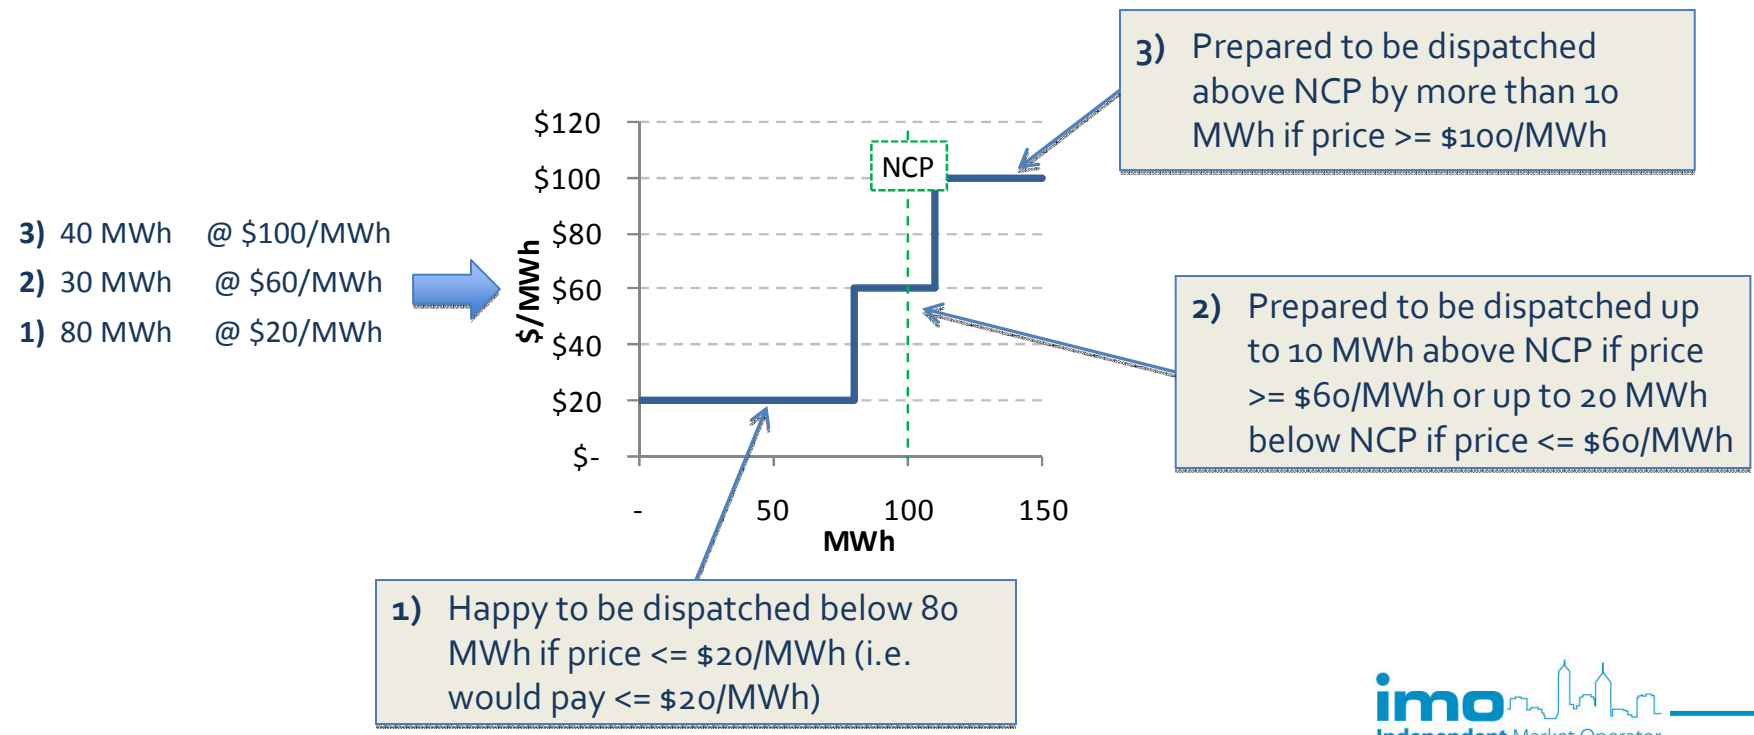 3) Prepared to be dispatched
above NCP by more than 10
MWh if price >= $100/MWh
3) 40 MWh @ $100/MWh
2) 30 MWh @ $60/MWh
1) 80 MWh @ $20/MWh
$/MWh
$120
$100
$80
$60
$40
$20
$-
NCP
- 50 100 150
MWh
2) Prepared to be dispatched up
to 10 MWh above NCP if price
>= $60/MWh or up to 20 MWh
below NCP if price <= $60/MWh
1) Happy to be dispatched below 80
MWh if price <= $20/MWh (i.e.
would pay <= $20/MWh)
imo
Independent Market Operator